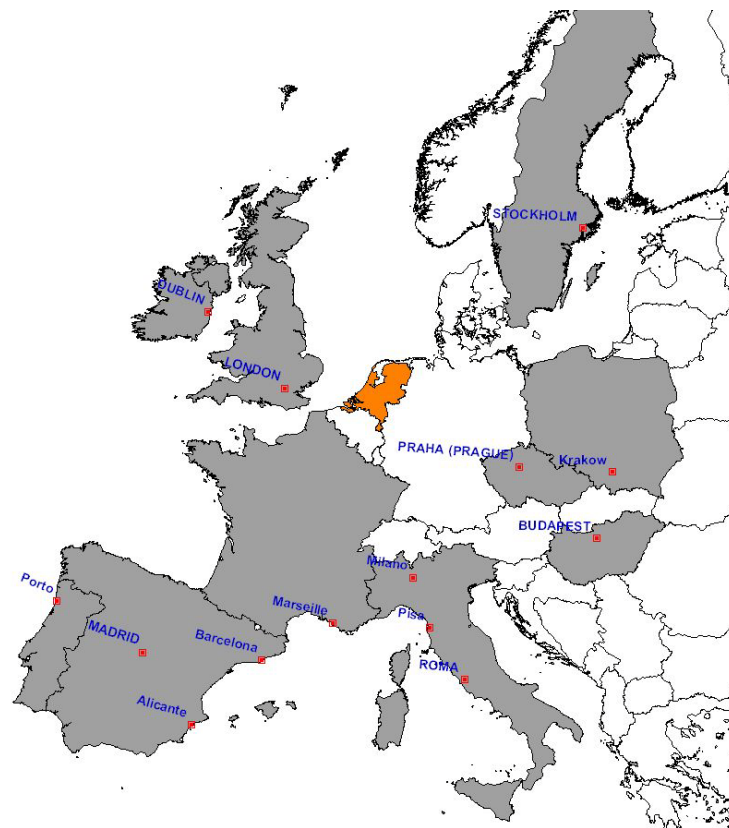 STOCKHOLM
DUBLIN
LONDON
PRAHA (PRAGUE)
Krakow
BUDAPEST
Milano
Porto
Marseille
Pisa
MADRID
Barcelona
ROMA
Alicante